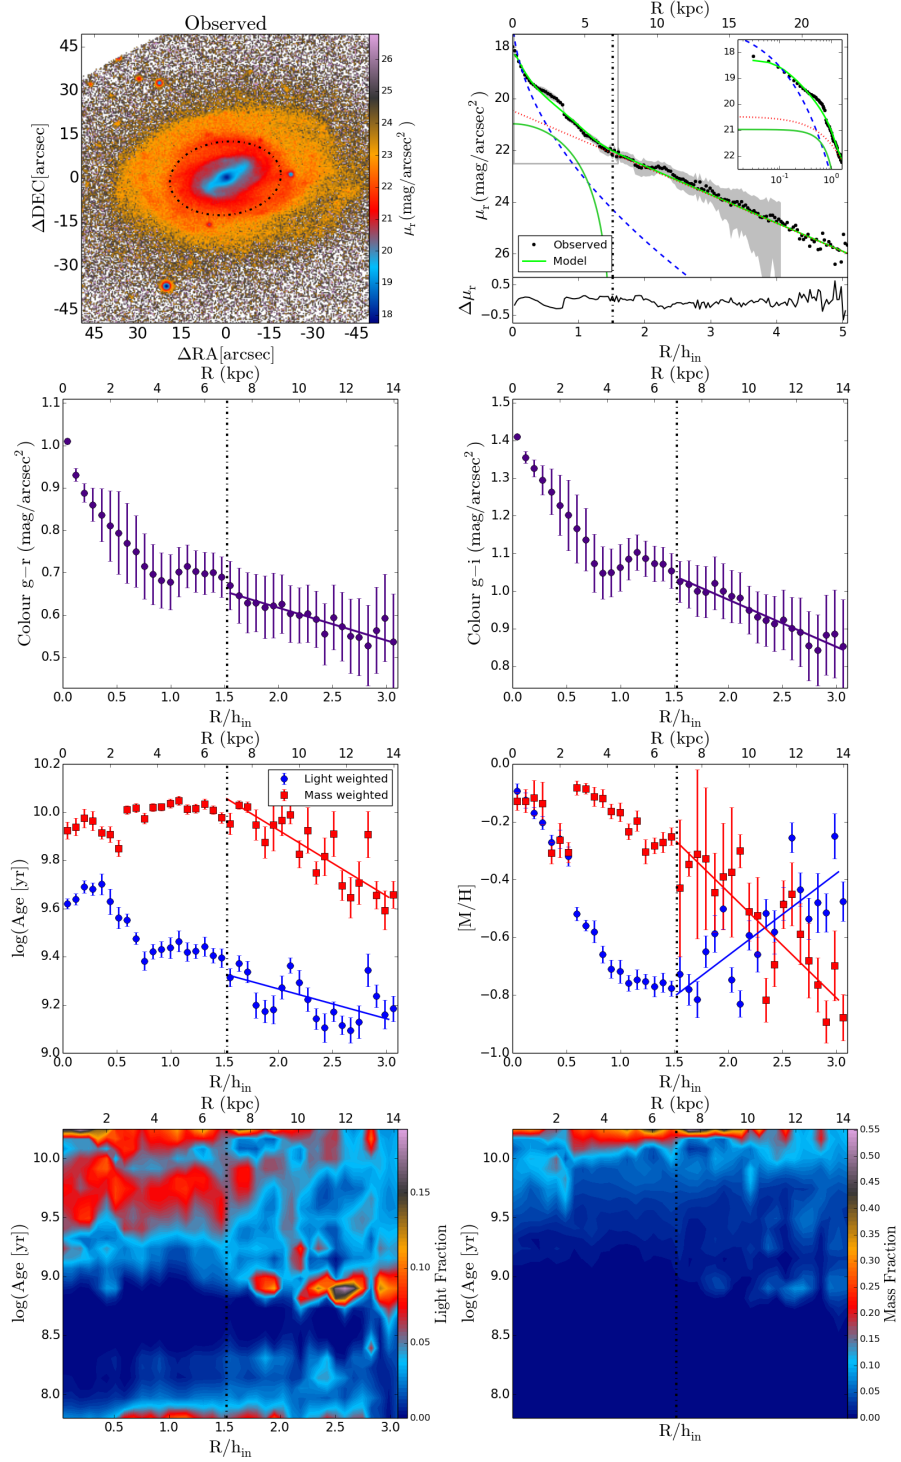 Observed
45
30
15
0
-15
-30
-45
ΔDEC[arcsec]
45 30 15 0 -15 -30 -45
ΔRA[arcsec]
26
25
24
23
22
21
20
19
18
μr (mag/arcsec²)
R (kpc)
0 5 10 15 20
18
20
22
24
26
μr (mag/arcsec²)
18
19
20
21
22
10⁻¹ 10⁰
Observed
Model
0.5
−0.5
Δμr
0 1 2 3 4 5
R/hin
R (kpc)
0 2 4 6 8 10 12 14
1.1
1.0
0.9
0.8
0.7
0.6
0.5
Colour g−r (mag/arcsec²)
0.0 0.5 1.0 1.5 2.0 2.5 3.0
R/hin
R (kpc)
0 2 4 6 8 10 12 14
1.5
1.4
1.3
1.2
1.1
1.0
0.9
0.8
Colour g−i (mag/arcsec²)
0.0 0.5 1.0 1.5 2.0 2.5 3.0
R/hin
R (kpc)
0 2 4 6 8 10 12 14
10.2
10.0
9.8
9.6
9.4
9.2
9.0
log(Age [yr])
Light weighted
Mass weighted
0.0 0.5 1.0 1.5 2.0 2.5 3.0
R/hin
R (kpc)
0 2 4 6 8 10 12 14
0.0
−0.2
−0.4
−0.6
−0.8
−1.0
[M/H]
0.0 0.5 1.0 1.5 2.0 2.5 3.0
R/hin
R (kpc)
2 4 6 8 10 12 14
10.0
9.5
9.0
8.5
8.0
log(Age [yr])
0.5 1.0 1.5 2.0 2.5 3.0
R/hin
0.15
0.10
0.05
0.00
Light Fraction
R (kpc)
2 4 6 8 10 12 14
10.0
9.5
9.0
8.5
8.0
log(Age [yr])
R/hin
0.55
0.50
0.45
0.40
0.35
0.30
0.25
0.20
0.15
0.10
0.05
0.00
Mass Fraction